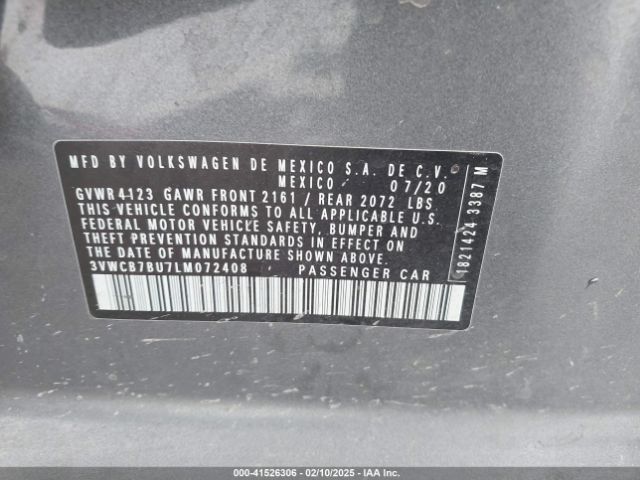 MFD BY VOLKSWAGEN DE MEXICO S.A. DE C.V.
MEXICO 07/20
GVWR 4123 GAWR FRONT 2161 / REAR 2072 LBS
THIS VEHICLE CONFORMS TO ALL APPLICABLE U.S.
FEDERAL MOTOR VEHICLE SAFETY, BUMPER AND
THEFT PREVENTION STANDARDS IN EFFECT ON
THE DATE OF MANUFACTURE SHOWN ABOVE.
3VWCB7BU7LM072408 PASSENGER CAR
1821424 3387 M
000-41526306 - 02/10/2025 - IAA Inc.